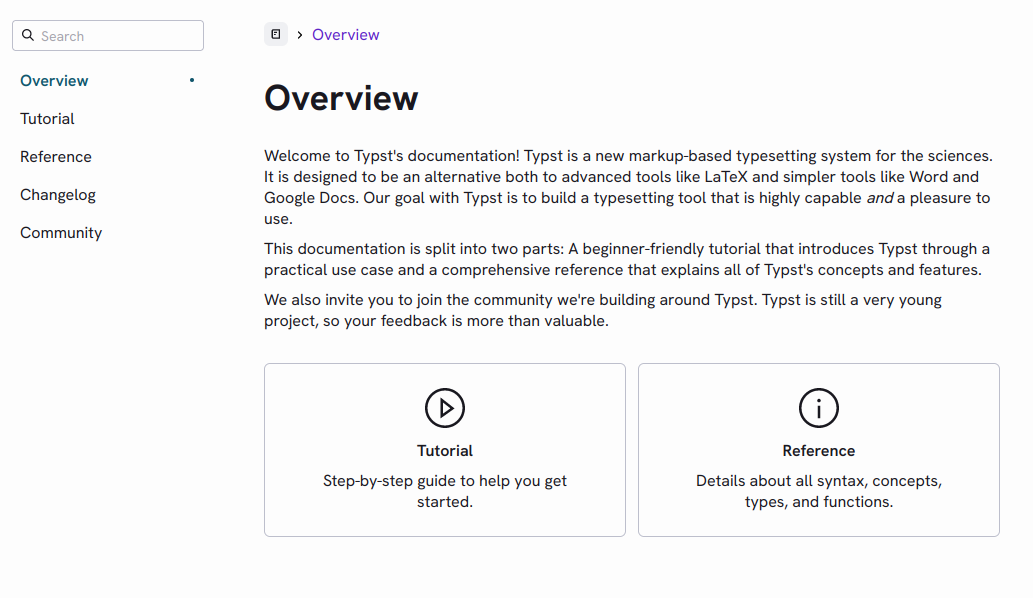 Search
Overview
Tutorial
Reference
Changelog
Community
Overview
Overview
Welcome to Typst's documentation! Typst is a new markup-based typesetting system for the sciences.
It is designed to be an alternative both to advanced tools like LaTeX and simpler tools like Word and
Google Docs. Our goal with Typst is to build a typesetting tool that is highly capable and a pleasure to
use.
This documentation is split into two parts: A beginner-friendly tutorial that introduces Typst through a
practical use case and a comprehensive reference that explains all of Typst's concepts and features.
We also invite you to join the community we're building around Typst. Typst is still a very young
project, so your feedback is more than valuable.
Tutorial
Step-by-step guide to help you get
started.
Reference
Details about all syntax, concepts,
types, and functions.